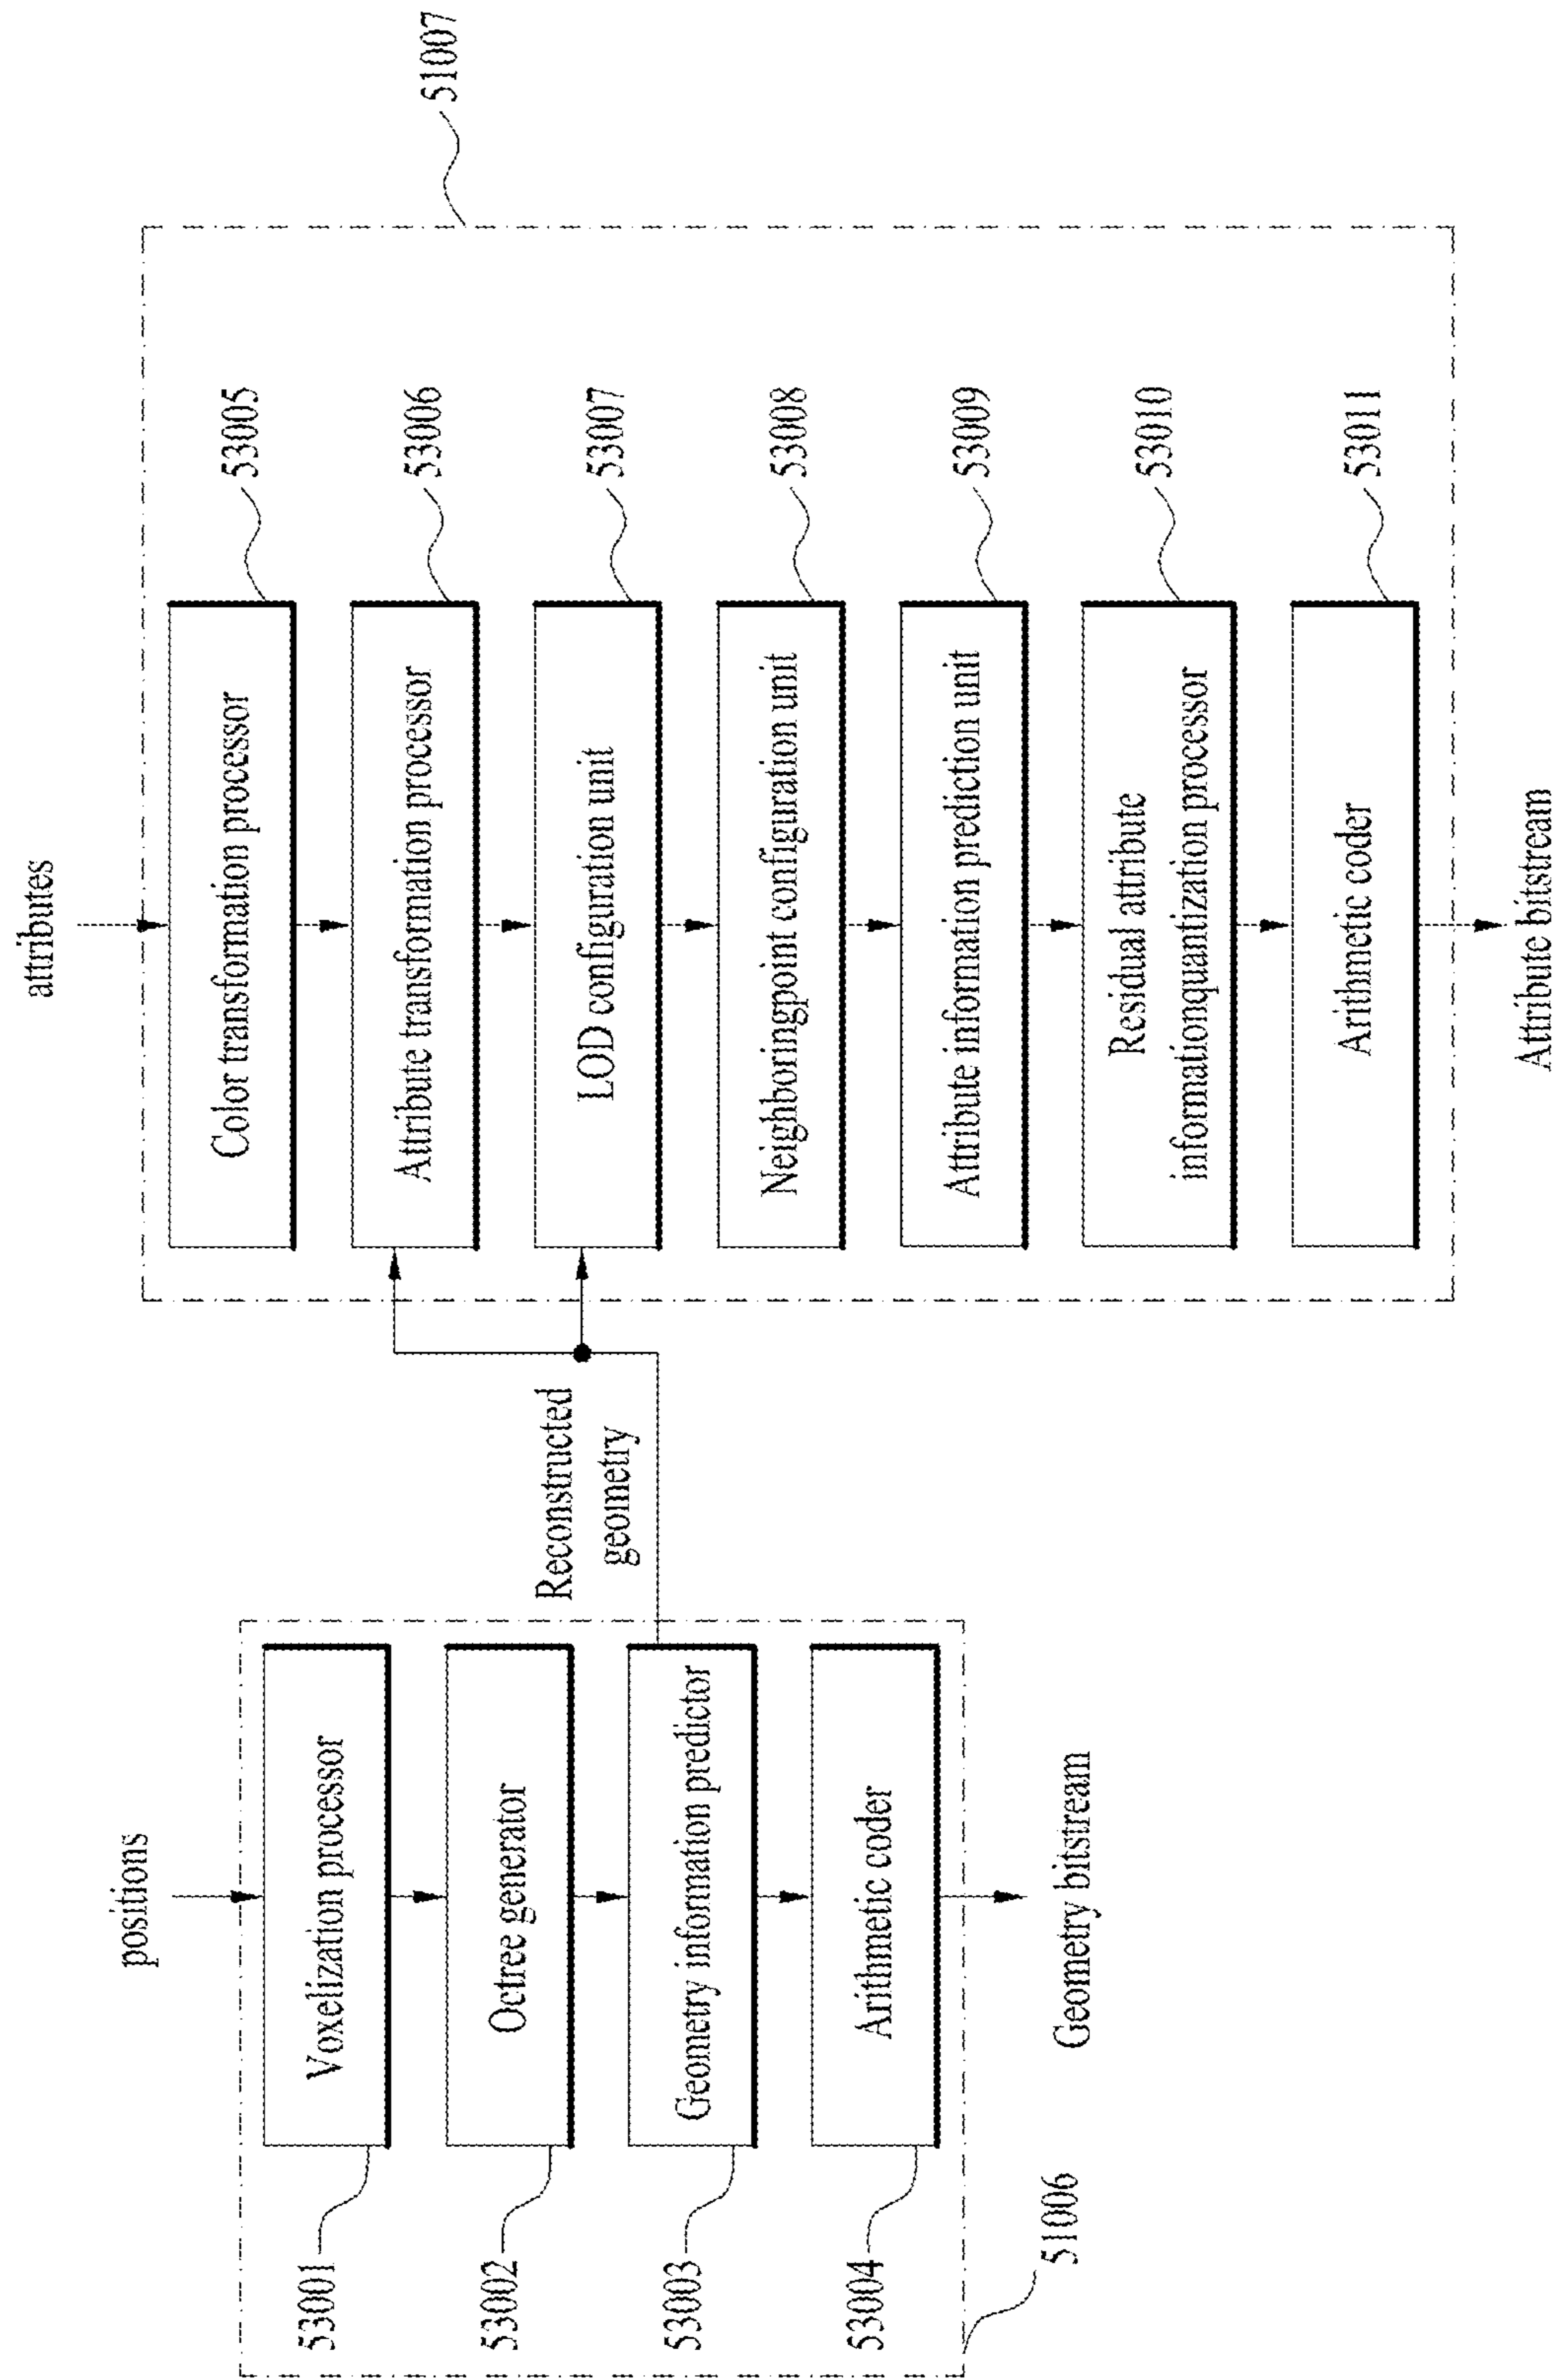 positions
53001
Voxelization processor
53002
Octree generator
53003
Geometry information predictor
53004
Arithmetic coder
51006
Geometry bitstream
Reconstructed
geometry
attributes
51007
Color transformation processor
53005
Attribute transformation processor
53006
LOD configuration unit
53007
Neighboringpoint configuration unit
53008
Attribute information prediction unit
53009
Residual attribute
informationquantization processor
53010
Arithmetic coder
53011
Attribute bitstream